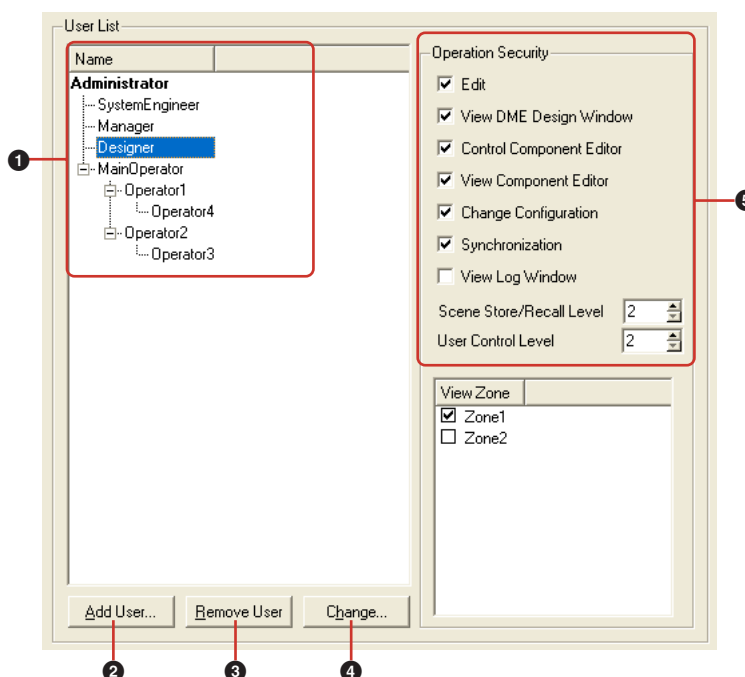 User List
Name
Administrator
SystemEngineer
Manager
Designer
MainOperator
Operator1
Operator4
Operator2
Operator3
1
Add User...
Remove User
Change...
2
3
4
Operation Security
Edit
View DME Design Window
Control Component Editor
View Component Editor
Change Configuration
Synchronization
View Log Window
Scene Store/Recall Level 2
User Control Level 2
5
View Zone
Zone1
Zone2